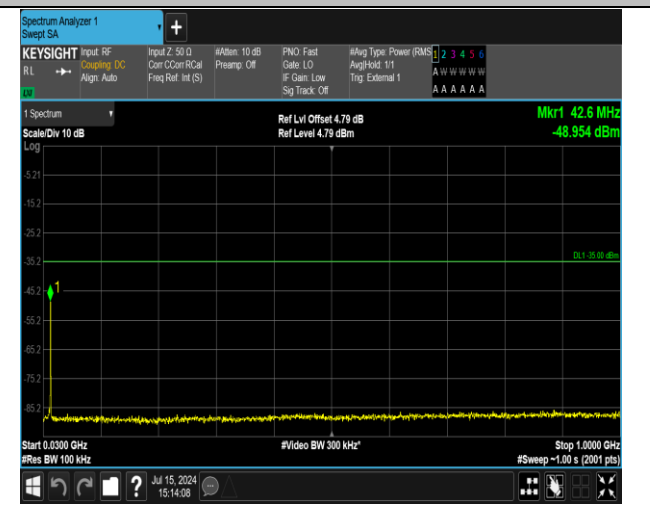 Spectrum Analyzer 1
Swept SA
+
KEYSIGHT Input: RF Input Z: 50 Ω #Atten: 10 dB PNO: Fast #Avg Type: Power (RMS 1 2 3 4 5 6
RL Coupling: DC Corr CCorr RCal Preamp: Off Gate: LO Avg|Hold: 1/1 A W W W W W
Align: Auto Freq Ref: Int (S) IF Gain: Low Trig: External 1
Sig Track: Off A A A A A A
1 Spectrum Ref Lvl Offset 4.79 dB Mkr1 42.6 MHz
Scale/Div 10 dB Ref Level 4.79 dBm -48.954 dBm
Log
-5.21
-15.2
-25.2
DL1 -35.00 dBm
-35.2
-45.2 1
-55.2
-65.2
-75.2
-85.2
Start 0.0300 GHz #Video BW 300 kHz* Stop 1.0000 GHz
#Res BW 100 kHz #Sweep ~1.00 s (2001 pts)
? Jul 15, 2024
15:14:08